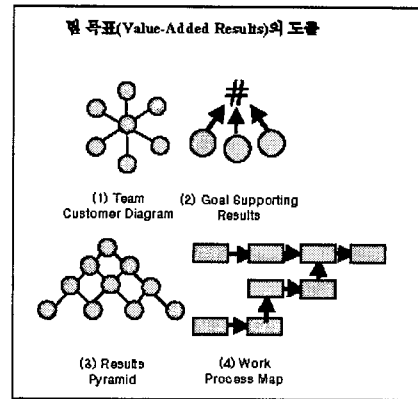 팀 목표(Value-Added Results)의 도출
#
(1) Team
Customer Diagram
(2) Goal Supporting
Results
(3) Results
Pyramid
(4) Work
Process Map